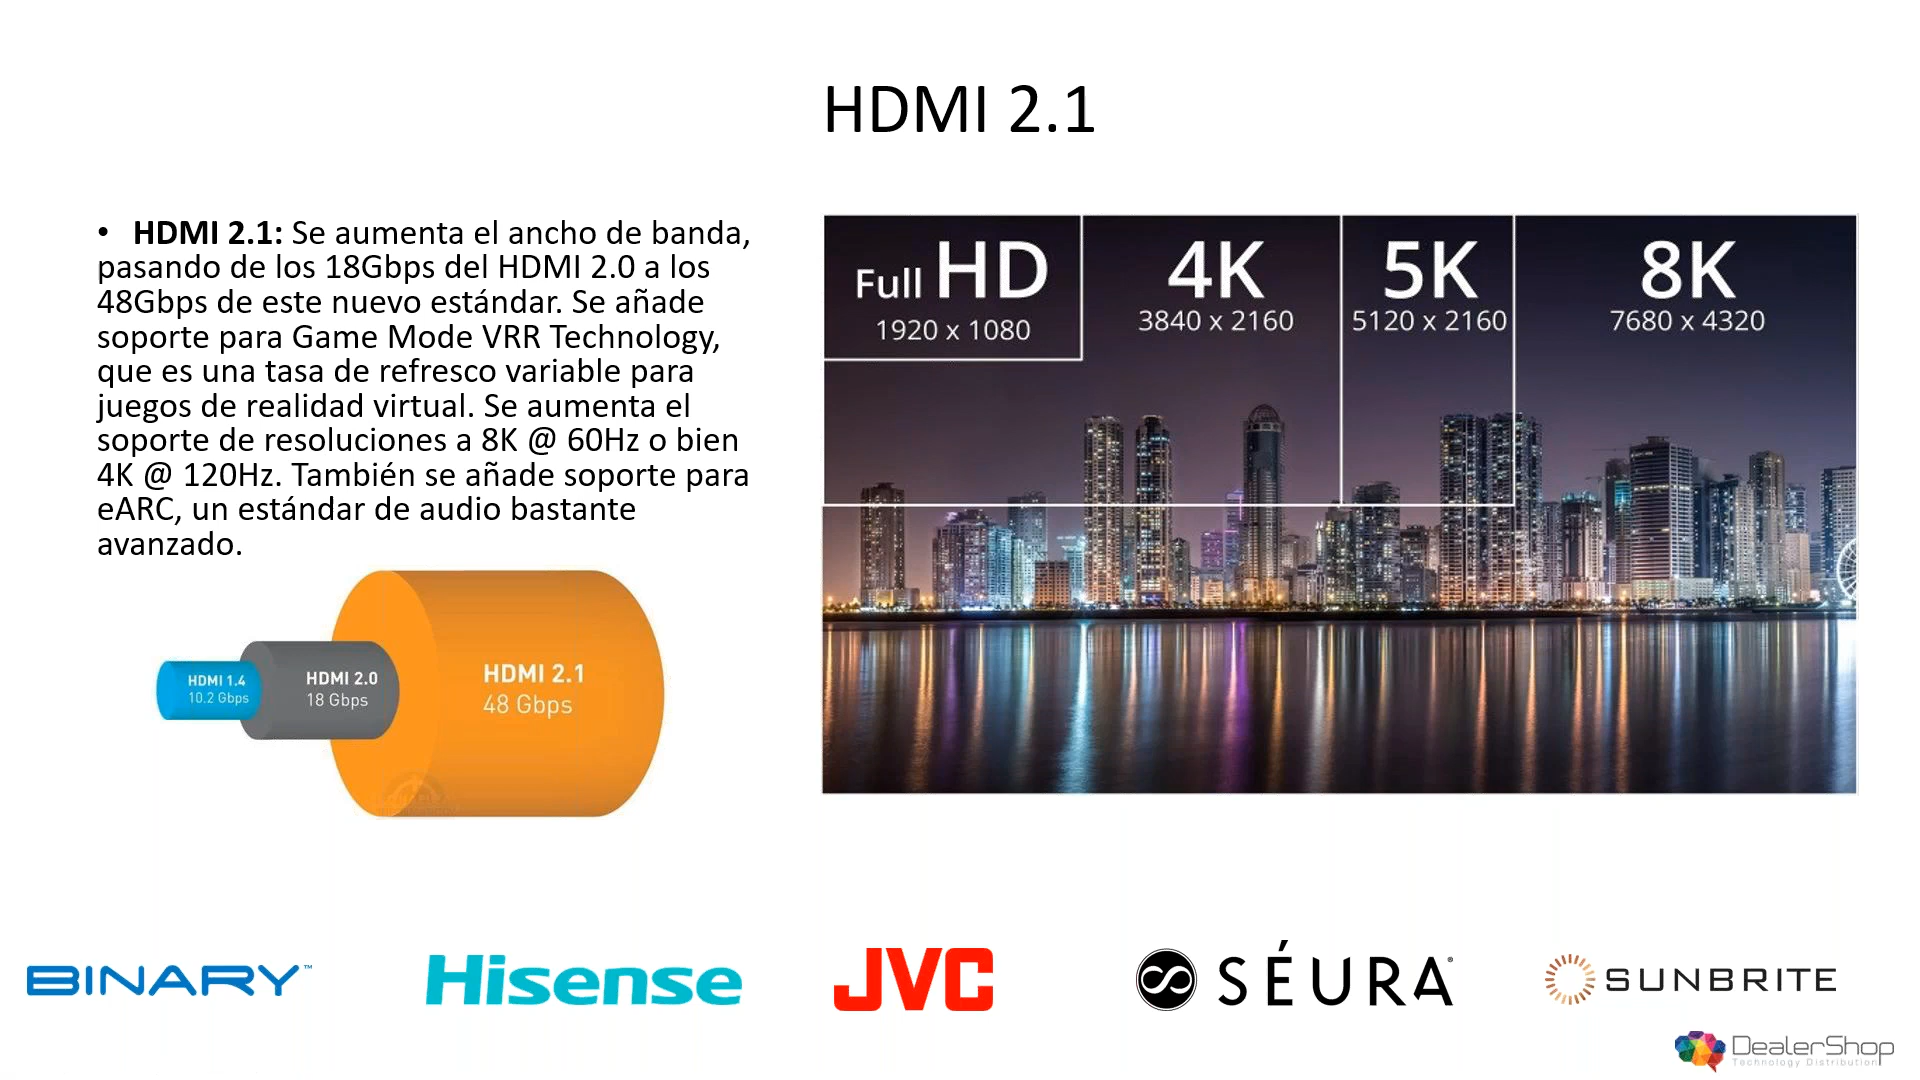 HDMI 2.1
• HDMI 2.1: Se aumenta el ancho de banda,
pasando de los 18Gbps del HDMI 2.0 a los
48Gbps de este nuevo estándar. Se añade
soporte para Game Mode VRR Technology,
que es una tasa de refresco variable para
juegos de realidad virtual. Se aumenta el
soporte de resoluciones a 8K @ 60Hz o bien
4K @ 120Hz. También se añade soporte para
eARC, un estándar de audio bastante
avanzado.
HDMI 1.4
10.2 Gbps
HDMI 2.0
18 Gbps
HDMI 2.1
48 Gbps
Full HD
1920 x 1080
4K
3840 x 2160
5K
5120 x 2160
8K
7680 x 4320
BINARY™
Hisense
JVC
SÉURA®
SUNBRITE
DealerShop
Technology Distribution